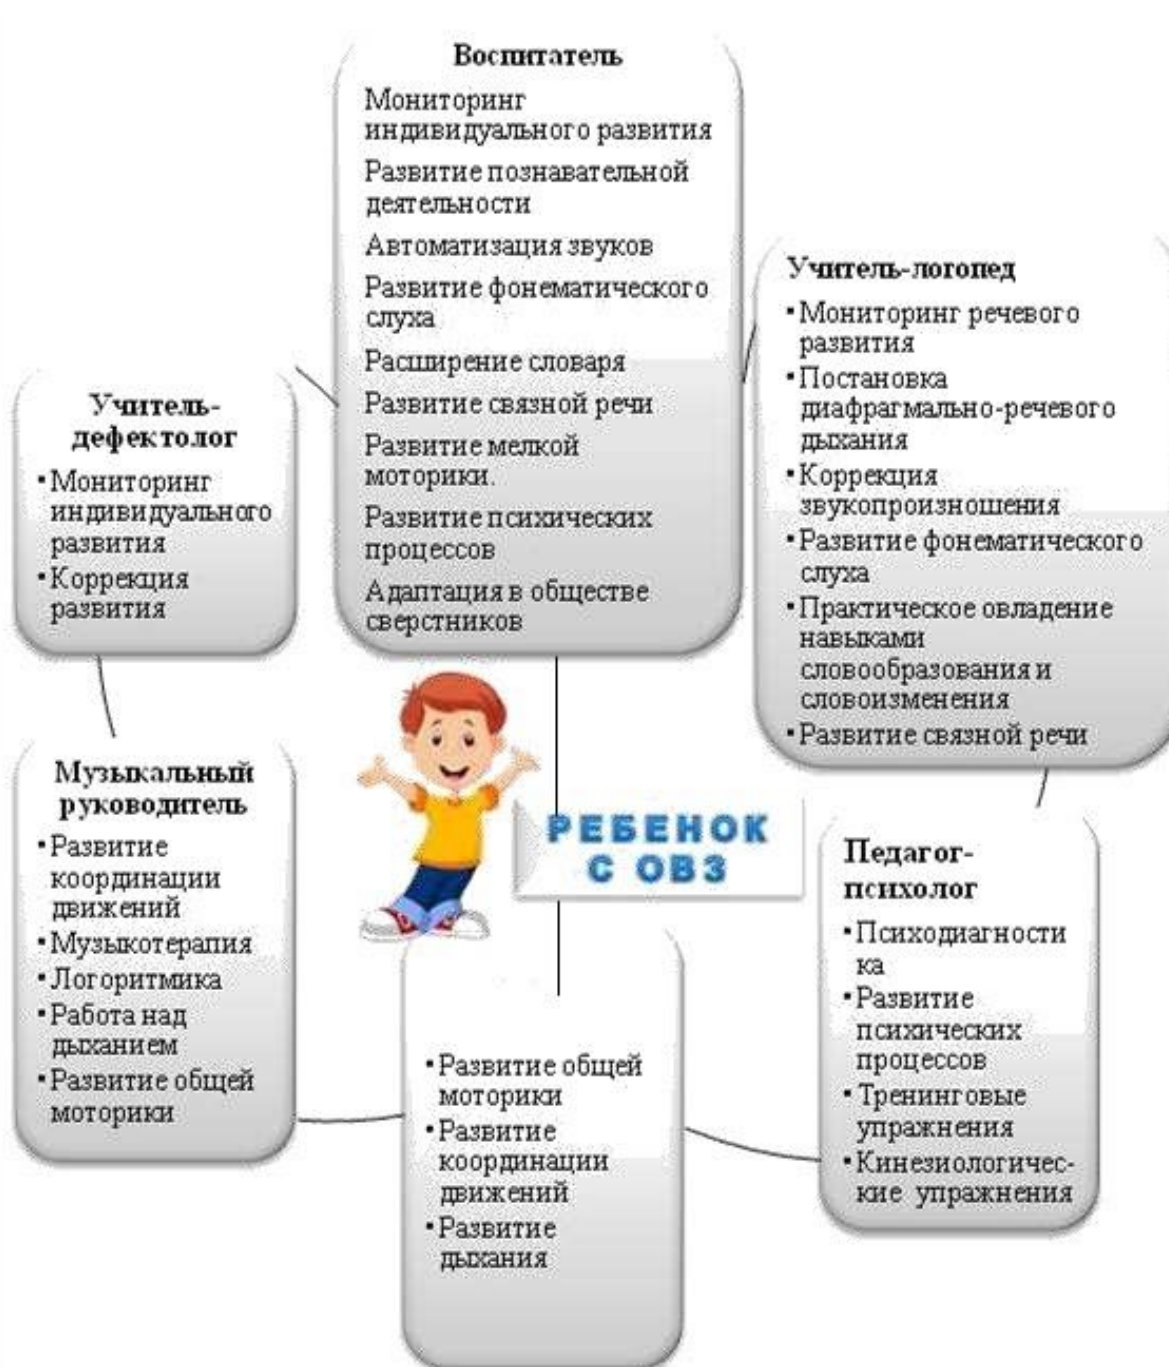 Воспитатель
Мониторинг
индивидуального развития
Развитие познавательной
деятельности
Автоматизация звуков
Развитие фонематического
слуха
Расширение словаря
Развитие связной речи
Развитие мелкой
моторики.
Развитие психических
процессов
Адаптация в обществе
сверстников
Учитель-логопед
▪Мониторинг речевого
развития
▪Постановка
диафрагмально-речевого
дыхания
▪Коррекция
звукопроизношения
▪Развитие фонематического
слуха
▪Практическое овладение
навыками
словообразования и
словоизменения
▪Развитие связной речи
Учитель-
дефектолог
▪Мониторинг
индивидуального
развития
▪Коррекция
развития
Музыкальный
руководитель
▪Развитие
координации
движений
▪Музыкотерапия
▪Логоритмика
▪Работа над
дыханием
▪Развитие общей
моторики
РЕБЕНОК
С ОВЗ
Педагог-
психолог
▪Психодиагности
ка
▪Развитие
психических
процессов
▪Тренинговые
упражнения
▪Кинезиологичес-
кие упражнения
▪Развитие общей
моторики
▪Развитие
координации
движений
▪Развитие
дыхания